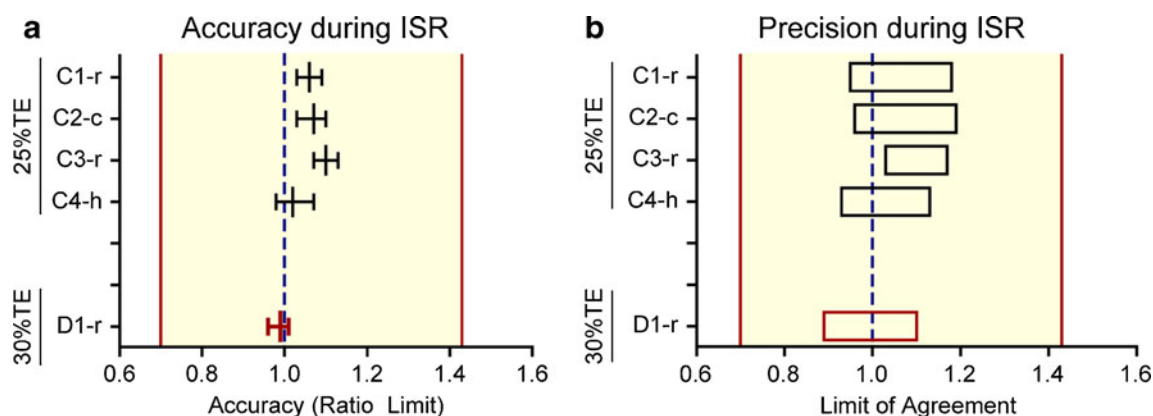 a Accuracy during ISR
25%TE
C1-r
C2-c
C3-r
C4-h
30%TE
D1-r
0.6 0.8 1.0 1.2 1.4 1.6
Accuracy (Ratio Limit)
b Precision during ISR
25%TE
C1-r
C2-c
C3-r
C4-h
30%TE
D1-r
0.6 0.8 1.0 1.2 1.4 1.6
Limit of Agreement